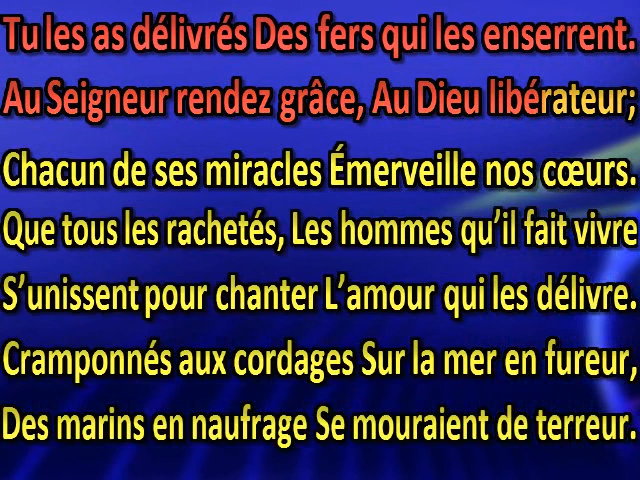 Tu les as délivrés Des fers qui les enserrent.
Au Seigneur rendez grâce, Au Dieu libérateur;
Chacun de ses miracles Émerveille nos cœurs.
Que tous les rachetés, Les hommes qu’il fait vivre
S’unissent pour chanter L’amour qui les délivre.
Cramponnés aux cordages Sur la mer en fureur,
Des marins en naufrage Se mouraient de terreur.